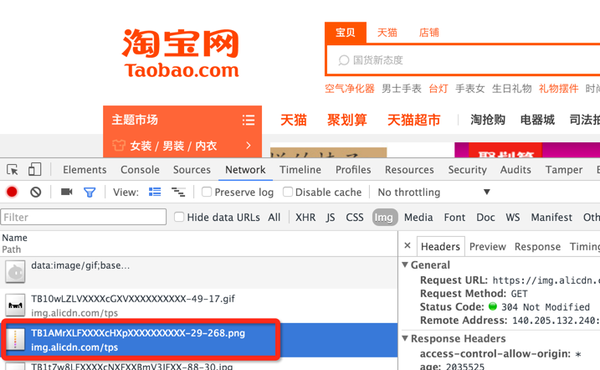 淘宝网
Taobao.com
宝贝 天猫 店铺
国货新态度
空气净化器 男士手表 台灯 手表女 生日礼物 礼物摆件
主题市场
女装 / 男装 / 内衣
天猫 聚划算 天猫超市 淘抢购 电器城 司法拍
聚划算
Elements Console Sources Network Timeline Profiles Resources Security Audits Tamper
View: Preserve log Disable cache No throttling
Filter Hide data URLs All XHR JS CSS Img Media Font Doc WS Manifest Othe
Name
Path
× Headers Preview Response Timing
data:image/gif;base…
TB10wLZLVXXXXcGXVXXXXXXXXXX-49-17.gif
img.alicdn.com/tps
TB1AMrXLFXXXXcHXpXXXXXXXXXX-29-268.png
img.alicdn.com/tps
TB1t7w8LFXXXXcNXFXXBmV3IFXX-88-30.jpg
General
Request URL: https://img.alicdn.
Request Method: GET
Status Code: 304 Not Modified
Remote Address: 140.205.132.240:
Response Headers
access-control-allow-origin: *
age: 2035525